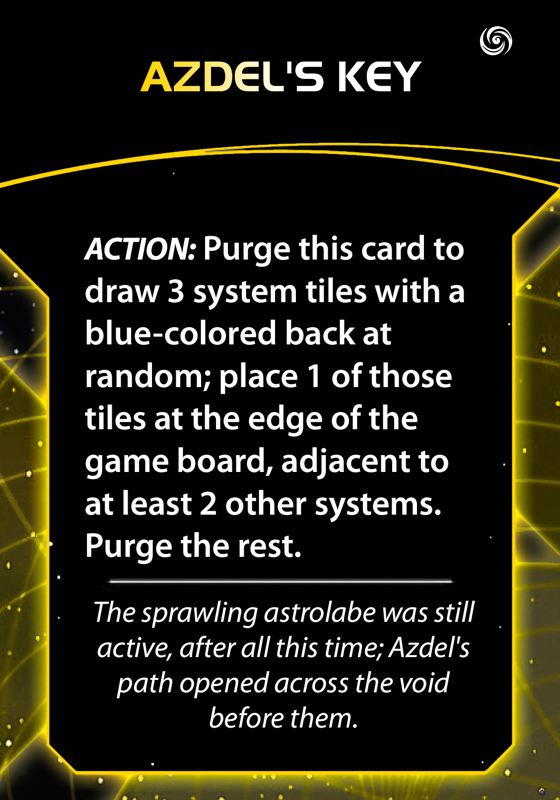 AZDEL'S KEY
ACTION: Purge this card to
draw 3 system tiles with a
blue-colored back at
random; place 1 of those
tiles at the edge of the
game board, adjacent to
at least 2 other systems.
Purge the rest.
The sprawling astrolabe was still
active, after all this time; Azdel's
path opened across the void
before them.